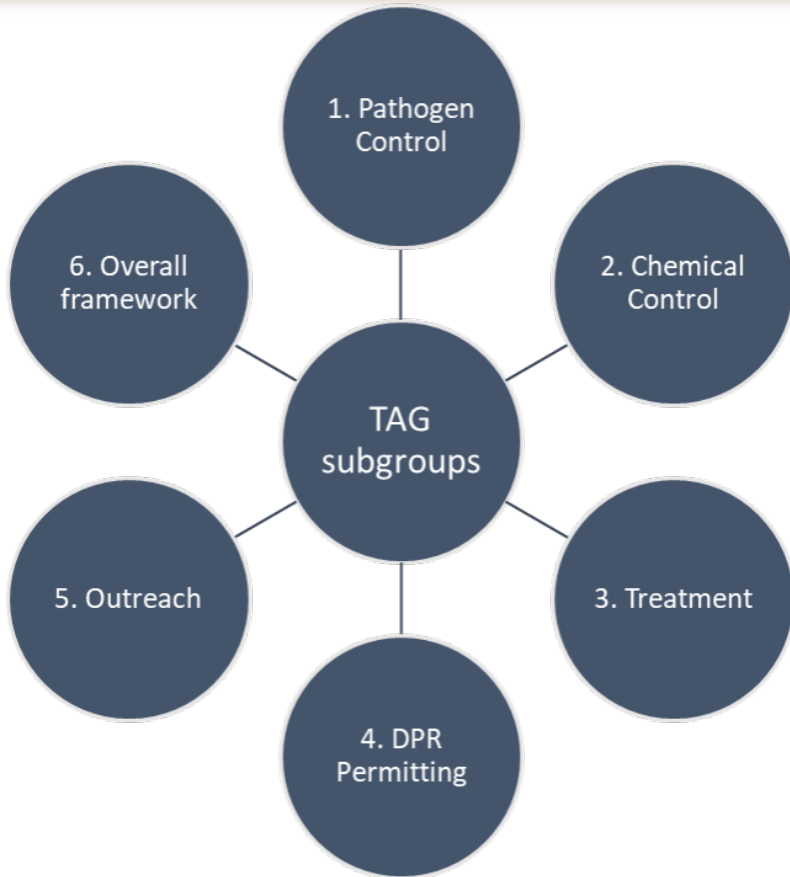 1. Pathogen
Control
2. Chemical
Control
3. Treatment
4. DPR
Permitting
5. Outreach
6. Overall
framework
TAG
subgroups